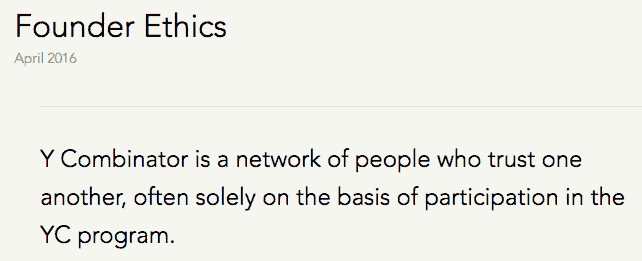 Founder Ethics
April 2016
Y Combinator is a network of people who trust one
another, often solely on the basis of participation in the
YC program.